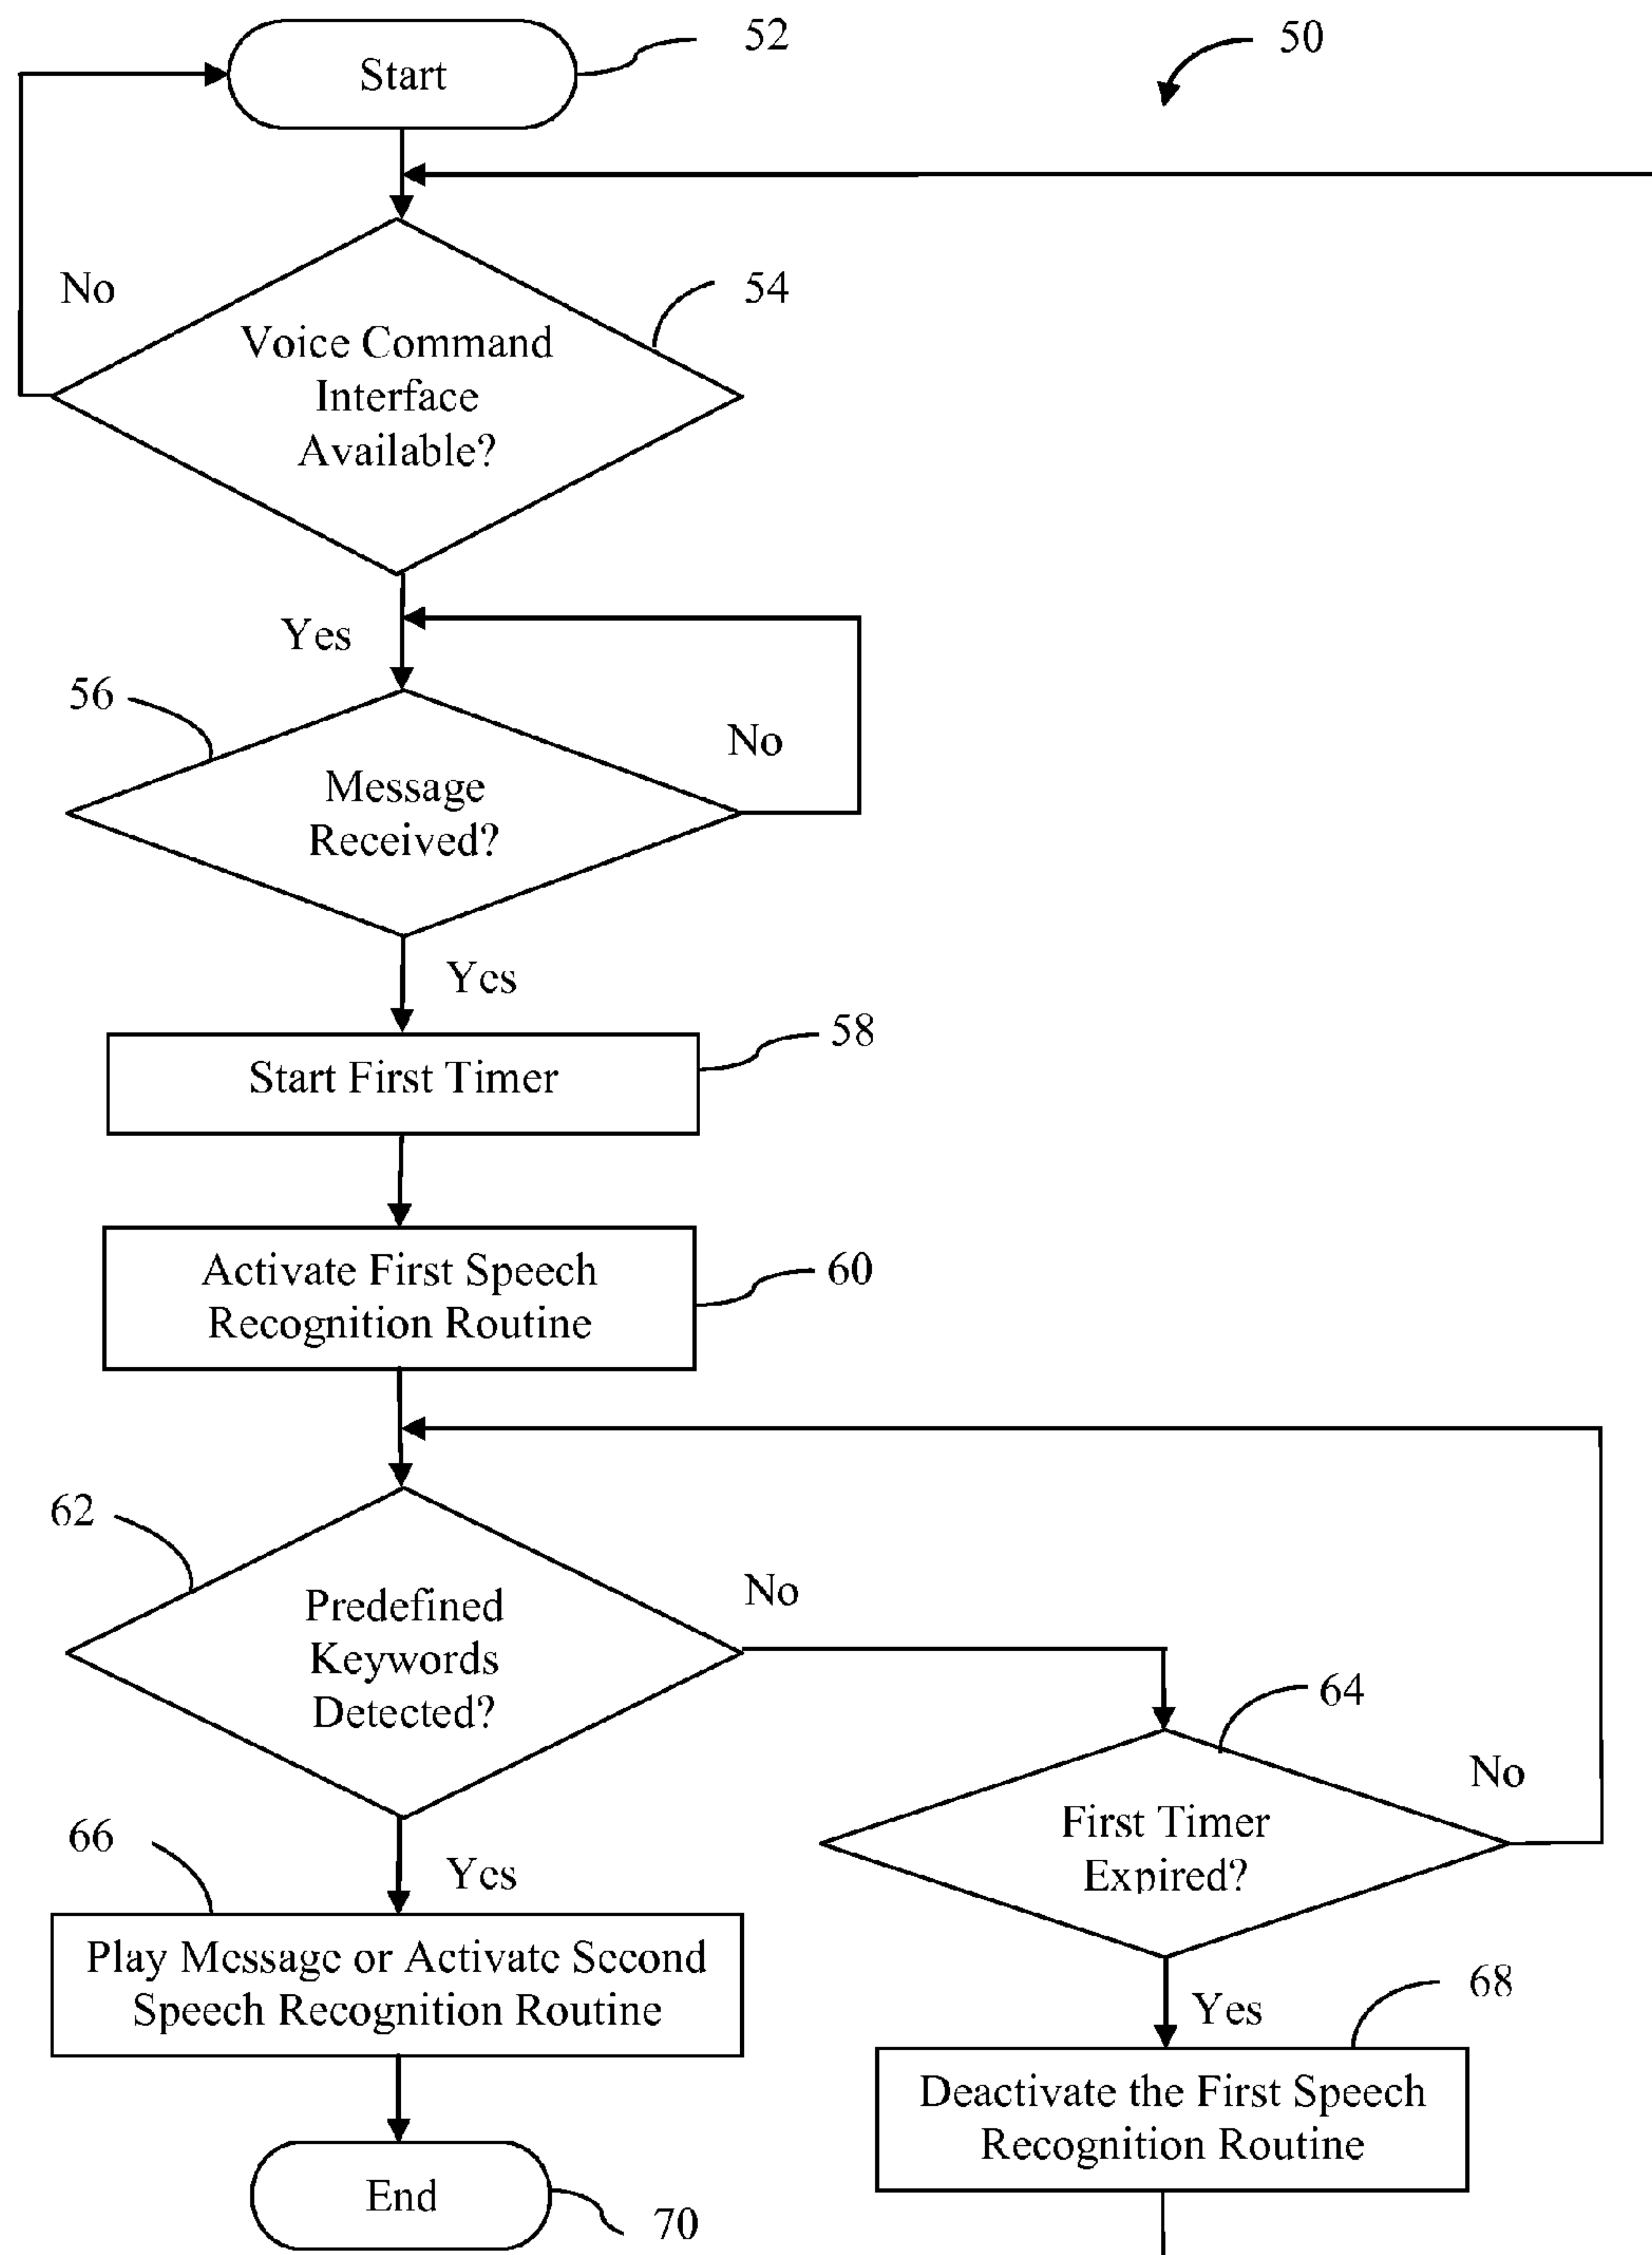 52
50
Start
No
54
Voice Command
Interface
Available?
Yes
56
No
Message
Received?
Yes
58
Start First Timer
60
Activate First Speech
Recognition Routine
62
No
Predefined
Keywords
Detected?
64
No
First Timer
Expired?
66
Yes
Play Message or Activate Second
Speech Recognition Routine
68
Yes
Deactivate the First Speech
Recognition Routine
End
70